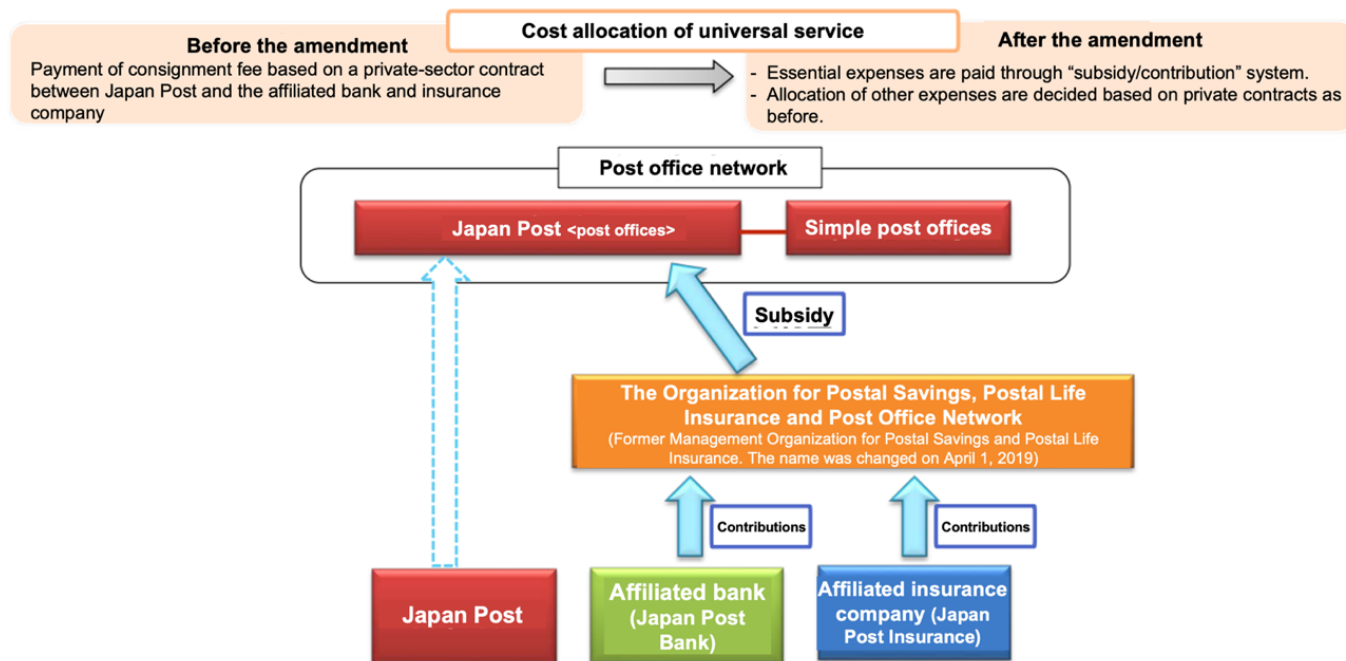 Cost allocation of universal service
Before the amendment
Payment of consignment fee based on a private-sector contract
between Japan Post and the affiliated bank and insurance
company
After the amendment
- Essential expenses are paid through “subsidy/contribution” system.
- Allocation of other expenses are decided based on private contracts as
before.
Post office network
Japan Post <post offices>
Simple post offices
Subsidy
The Organization for Postal Savings, Postal Life
Insurance and Post Office Network
(Former Management Organization for Postal Savings and Postal Life
Insurance. The name was changed on April 1, 2019)
Contributions
Contributions
Japan Post
Affiliated bank
(Japan Post
Bank)
Affiliated insurance
company (Japan
Post Insurance)